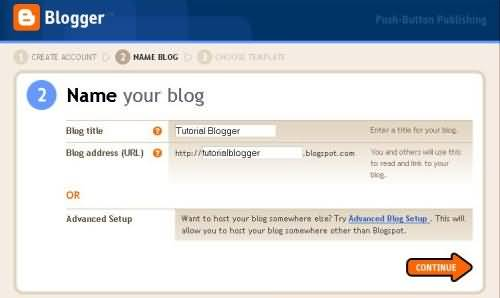 Blogger
Push-Button Publishing
1 CREATE ACCOUNT 2 NAME BLOG 3 CHOOSE TEMPLATE
2 Name your blog
Blog title ? Tutorial Blogger Enter a title for your blog.
Blog address (URL) ? http://tutorialblogger .blogspot.com You and others will use this
to read and link to your
blog.
OR
Advanced Setup Want to host your blog somewhere else? Try Advanced Blog Setup . This will
allow you to host your blog somewhere other than Blogspot.
CONTINUE